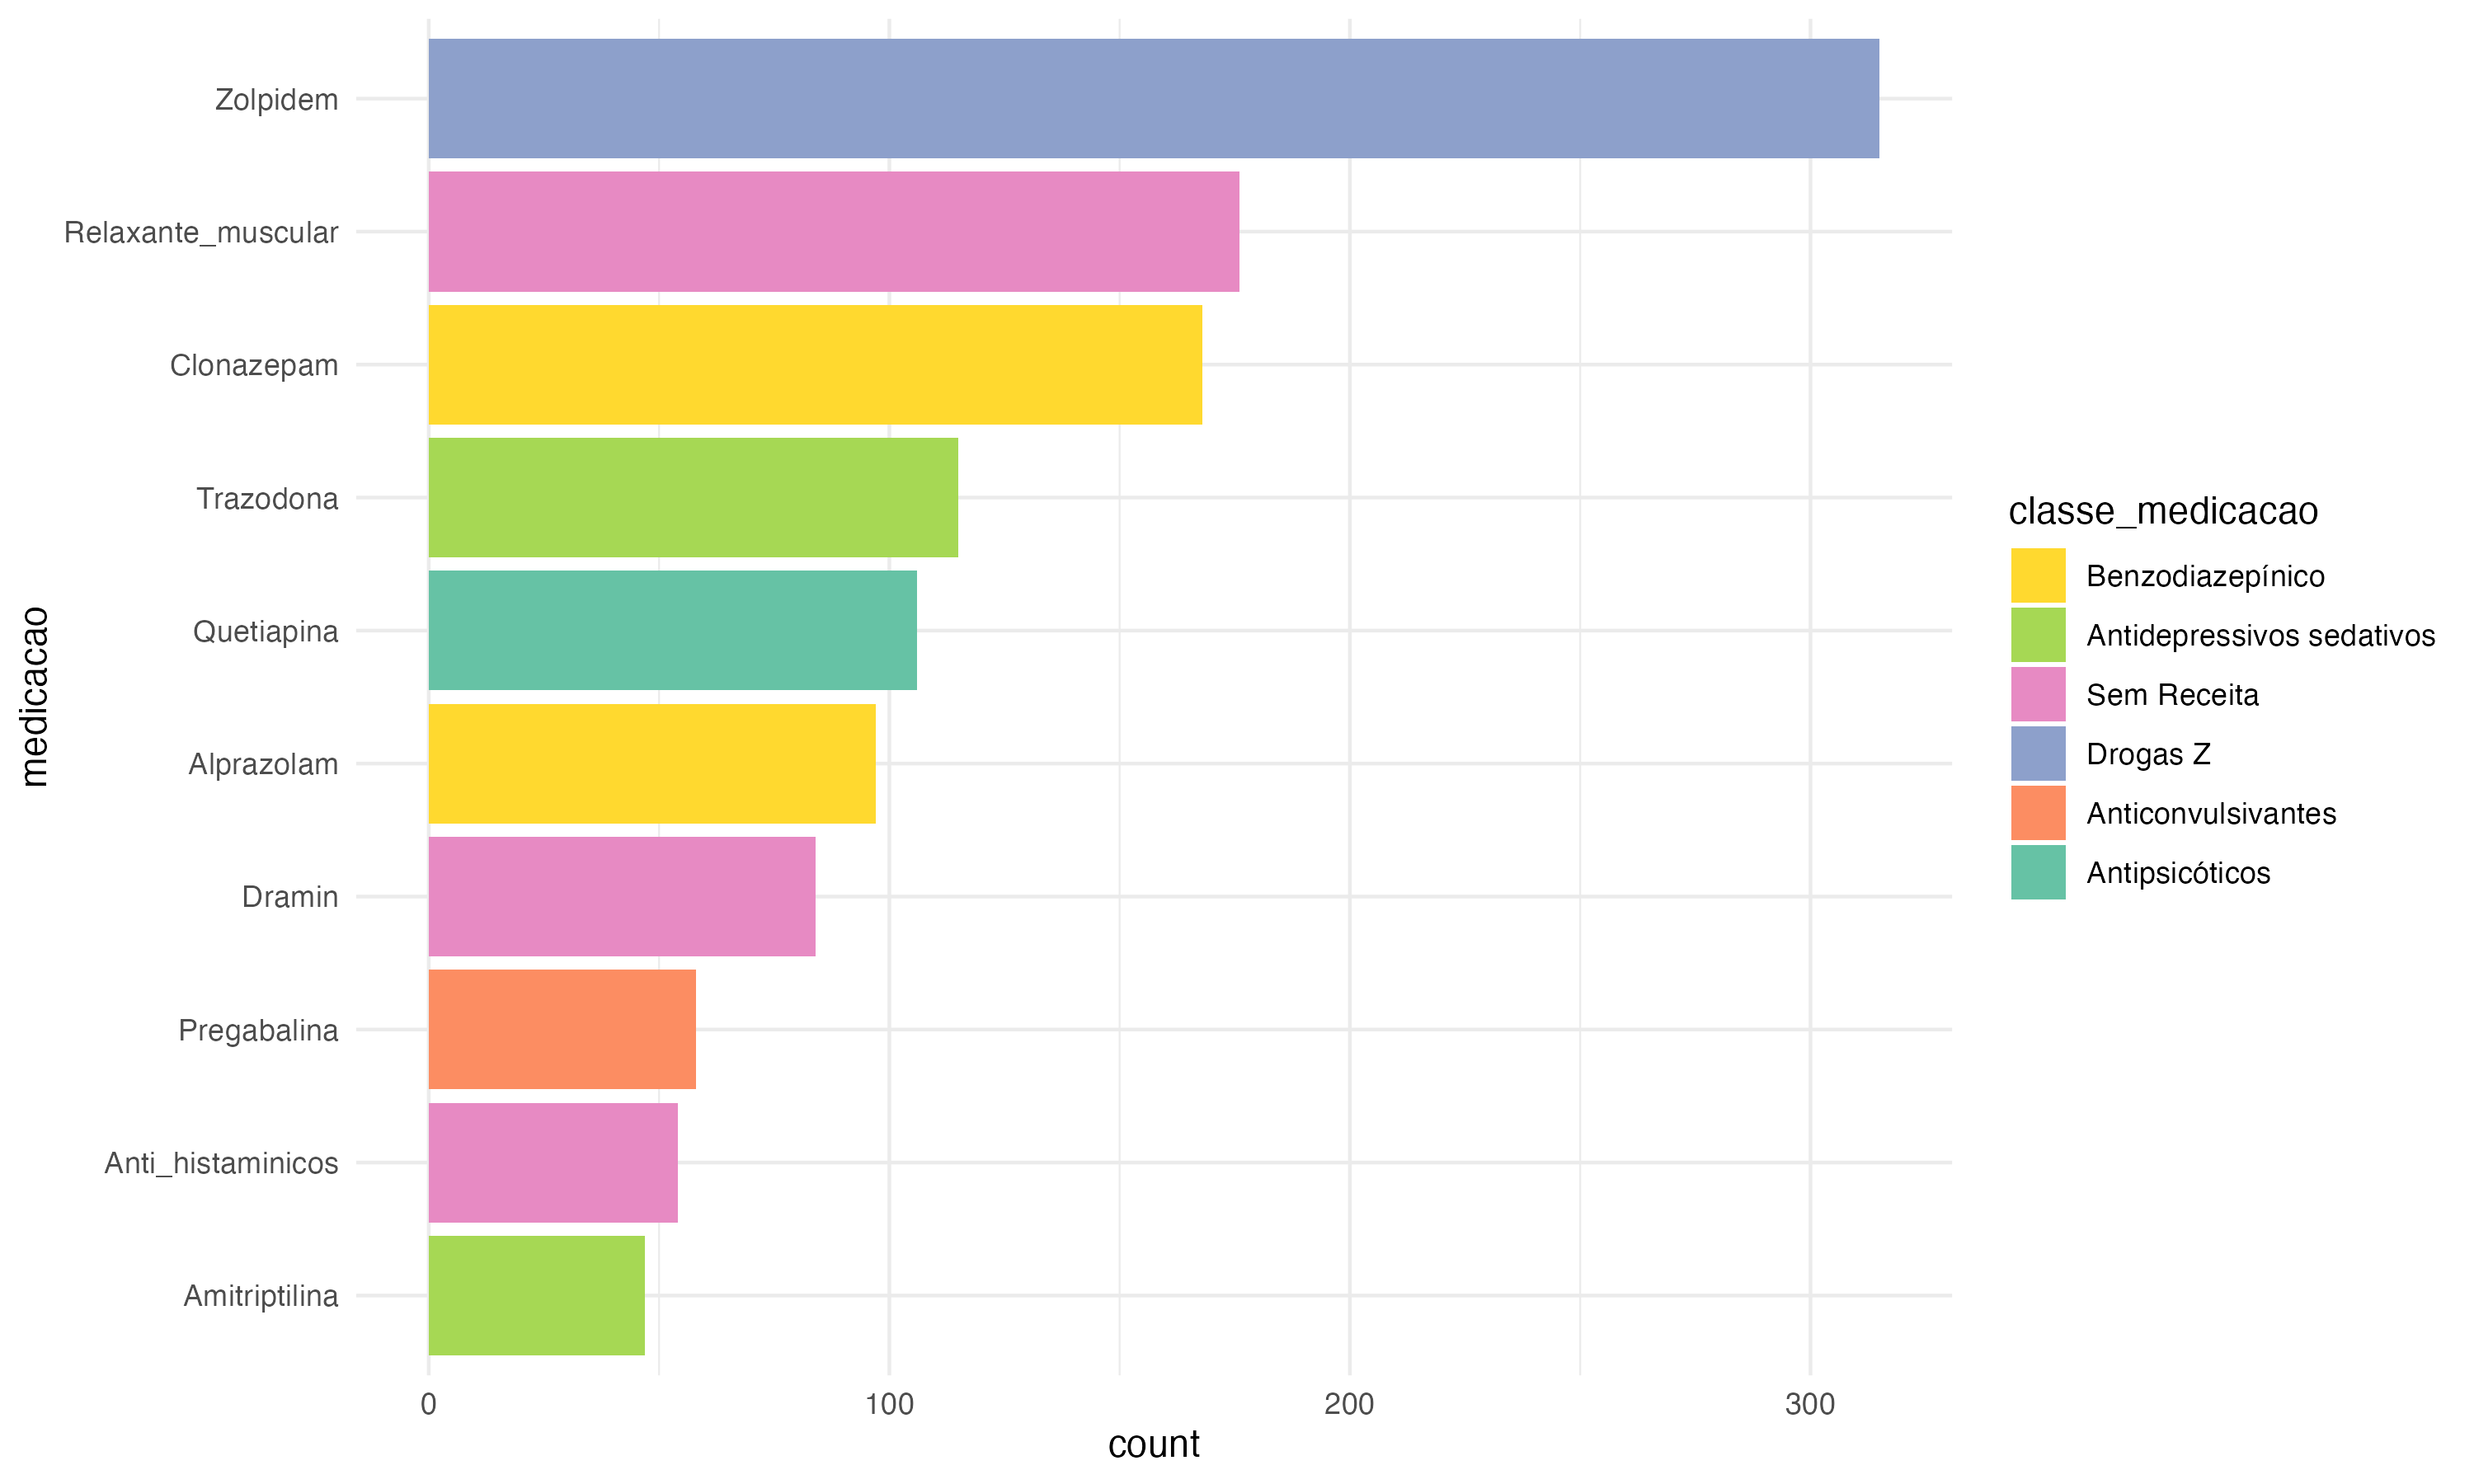 Zolpidem
Relaxante_muscular
Clonazepam
Trazodona
Quetiapina
Alprazolam
Dramin
Pregabalina
Anti_histaminicos
Amitriptilina
medicacao
0 100 200 300
count
classe_medicacao
Benzodiazepínico
Antidepressivos sedativos
Sem Receita
Drogas Z
Anticonvulsivantes
Antipsicóticos